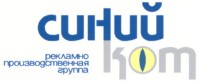 синий
кот
рекламно
производственная
группа